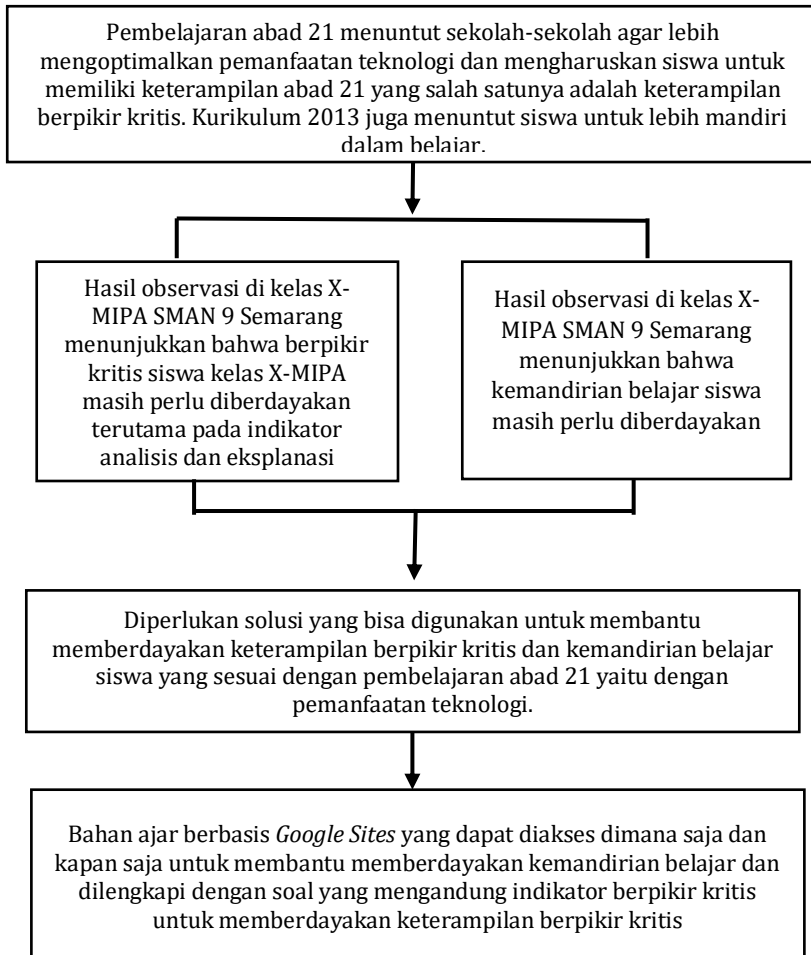 Pembelajaran abad 21 menuntut sekolah-sekolah agar lebih
mengoptimalkan pemanfaatan teknologi dan mengharuskan siswa untuk
memiliki keterampilan abad 21 yang salah satunya adalah keterampilan
berpikir kritis. Kurikulum 2013 juga menuntut siswa untuk lebih mandiri
dalam belajar.
Hasil observasi di kelas X-
MIPA SMAN 9 Semarang
menunjukkan bahwa berpikir
kritis siswa kelas X-MIPA
masih perlu diberdayakan
terutama pada indikator
analisis dan eksplanasi
Hasil observasi di kelas X-
MIPA SMAN 9 Semarang
menunjukkan bahwa
kemandirian belajar siswa
masih perlu diberdayakan
Diperlukan solusi yang bisa digunakan untuk membantu
memberdayakan keterampilan berpikir kritis dan kemandirian belajar
siswa yang sesuai dengan pembelajaran abad 21 yaitu dengan
pemanfaatan teknologi.
Bahan ajar berbasis Google Sites yang dapat diakses dimana saja dan
kapan saja untuk membantu memberdayakan kemandirian belajar dan
dilengkapi dengan soal yang mengandung indikator berpikir kritis
untuk memberdayakan keterampilan berpikir kritis